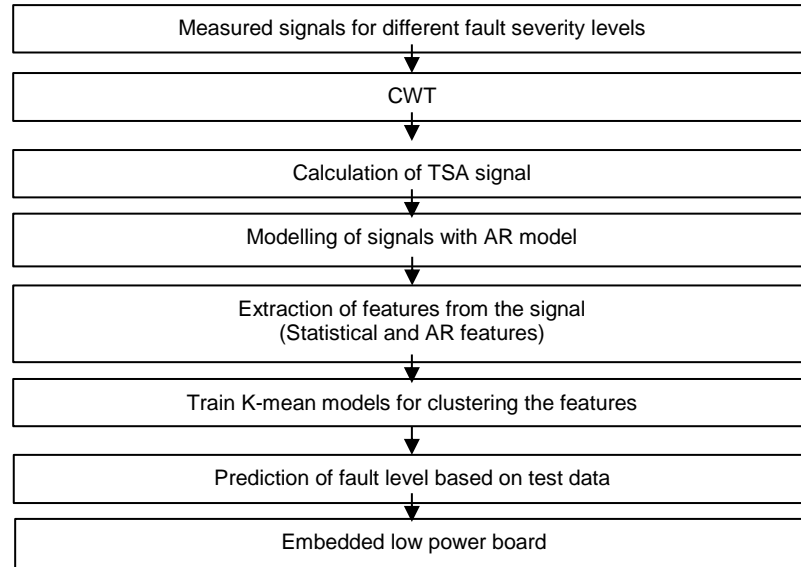 Measured signals for different fault severity levels
CWT
Calculation of TSA signal
Modelling of signals with AR model
Extraction of features from the signal
(Statistical and AR features)
Train K-mean models for clustering the features
Prediction of fault level based on test data
Embedded low power board